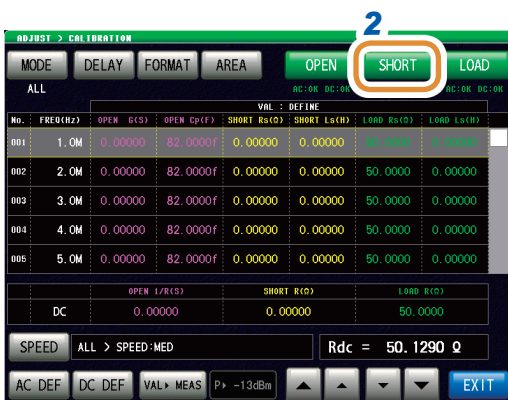 2
ADJUST > CALIBRATION
MODE DELAY FORMAT AREA OPEN SHORT LOAD
ALL AC:OK DC:OK AC:OK DC:OK
VAL : DEFINE
No. FREQ(Hz) OPEN G(S) OPEN Cp(F) SHORT Rs(Ω) SHORT Ls(H) LOAD Rs(Ω) LOAD Ls(H)
001 1.0M 0.00000 82.0000f 0.00000 0.00000 50.0000 0.00000
002 2.0M 0.00000 82.0000f 0.00000 0.00000 50.0000 0.00000
003 3.0M 0.00000 82.0000f 0.00000 0.00000 50.0000 0.00000
004 4.0M 0.00000 82.0000f 0.00000 0.00000 50.0000 0.00000
005 5.0M 0.00000 82.0000f 0.00000 0.00000 50.0000 0.00000
OPEN 1/R(S) SHORT R(Ω) LOAD R(Ω)
DC 0.00000 0.00000 50.0000
SPEED ALL > SPEED:MED Rdc = 50.1290 Ω
AC DEF DC DEF VAL▶ MEAS P▶ -13dBm ▲ ▲ ▼ ▼ EXIT